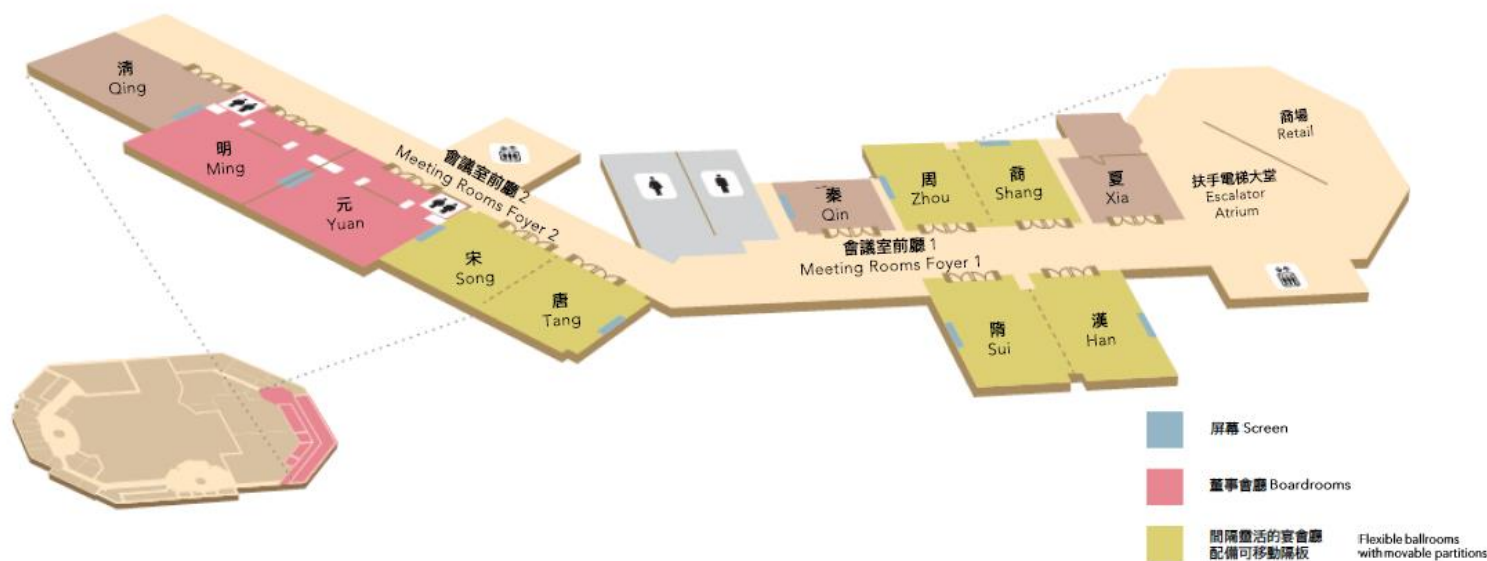 清
Qing
明
Ming
元
Yuan
會議室前廳 2
Meeting Rooms Foyer 2
宋
Song
唐
Tang
秦
Qin
周
Zhou
商
Shang
夏
Xia
商場
Retail
扶手電梯大堂
Escalator
Atrium
會議室前廳 1
Meeting Rooms Foyer 1
隋
Sui
漢
Han
屏幕 Screen
董事會廳 Boardrooms
間隔靈活的宴會廳
配備可移動隔板
Flexible ballrooms
with movable partitions